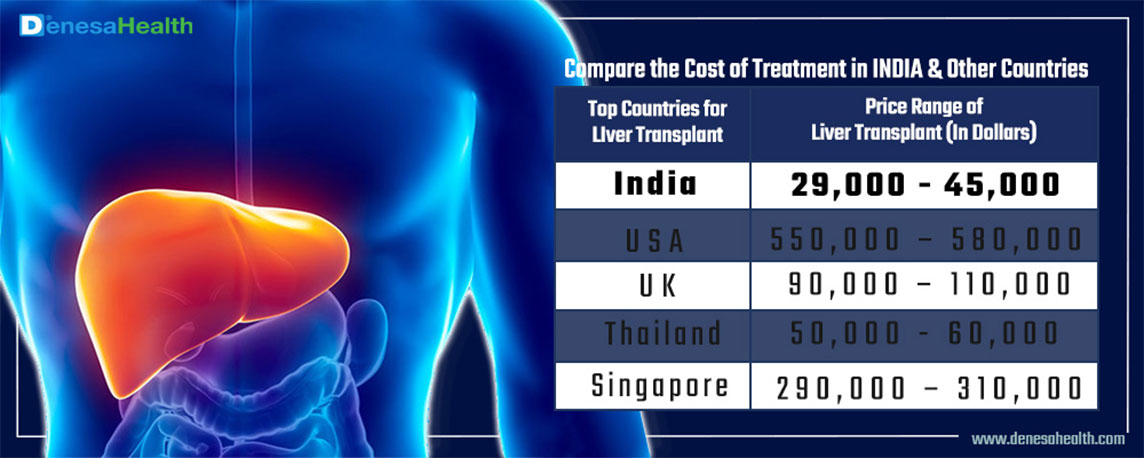 DenesaHealth
Compare the Cost of Treatment in INDIA & Other Countries
Top Countries for
LIver Transplant
Price Range of
Liver Transplant (In Dollars)
India
29,000 - 45,000
USA
550,000 – 580,000
UK
90,000 – 110,000
Thailand
50,000 - 60,000
Singapore
290,000 – 310,000
www.denesahealth.com